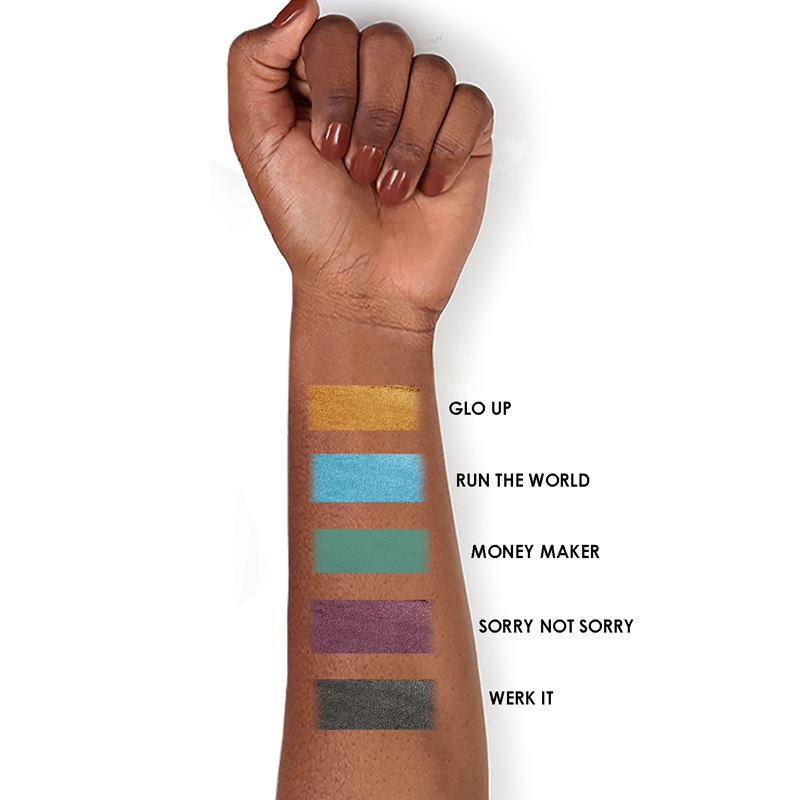 GLO UP
RUN THE WORLD
MONEY MAKER
SORRY NOT SORRY
WERK IT